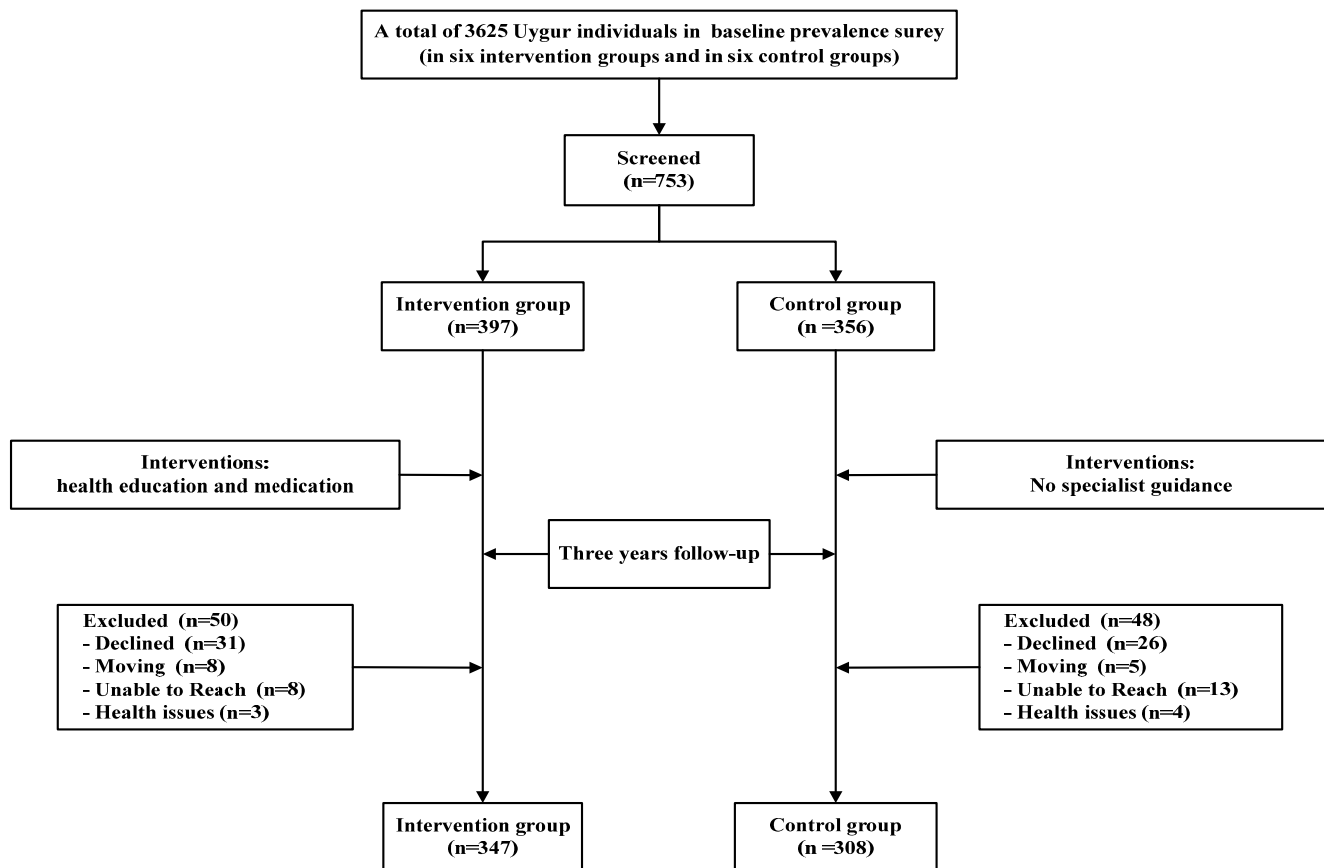 A total of 3625 Uygur individuals in baseline prevalence surey
(in six intervention groups and in six control groups)
Screened
(n=753)
Intervention group
(n=397)
Control group
(n =356)
Interventions:
health education and medication
Interventions:
No specialist guidance
Three years follow-up
Excluded (n=50)
- Declined (n=31)
- Moving (n=8)
- Unable to Reach (n=8)
- Health issues (n=3)
Excluded (n=48)
- Declined (n=26)
- Moving (n=5)
- Unable to Reach (n=13)
- Health issues (n=4)
Intervention group
(n=347)
Control group
(n =308)